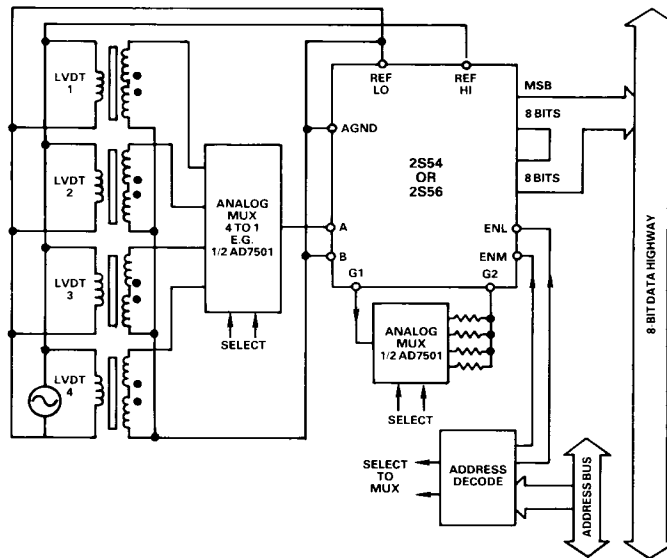 LVDT
1
LVDT
2
LVDT
3
LVDT
4
ANALOG
MUX
4 TO 1
E.G.
1/2 AD7501
SELECT
REF
LO
REF
HI
AGND
2S54
OR
2S56
MSB
8 BITS
8 BITS
A
B
ENL
ENM
G1
G2
ANALOG
MUX
1/2 AD7501
SELECT
SELECT
TO
MUX
ADDRESS
DECODE
ADDRESS BUS
8-BIT DATA HIGHWAY